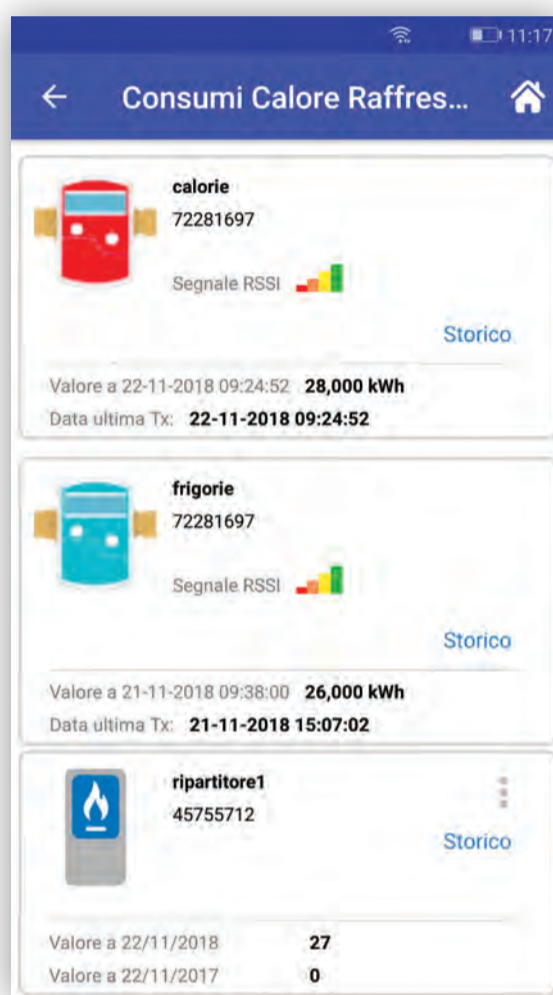 11:17
Consumi Calore Raffres...
calorie
72281697
Segnale RSSI
Storico
Valore a 22-11-2018 09:24:52 28,000 kWh
Data ultima Tx: 22-11-2018 09:24:52
frigorie
72281697
Segnale RSSI
Storico
Valore a 21-11-2018 09:38:00 26,000 kWh
Data ultima Tx: 21-11-2018 15:07:02
ripartitore1
45755712
Storico
Valore a 22/11/2018 27
Valore a 22/11/2017 0